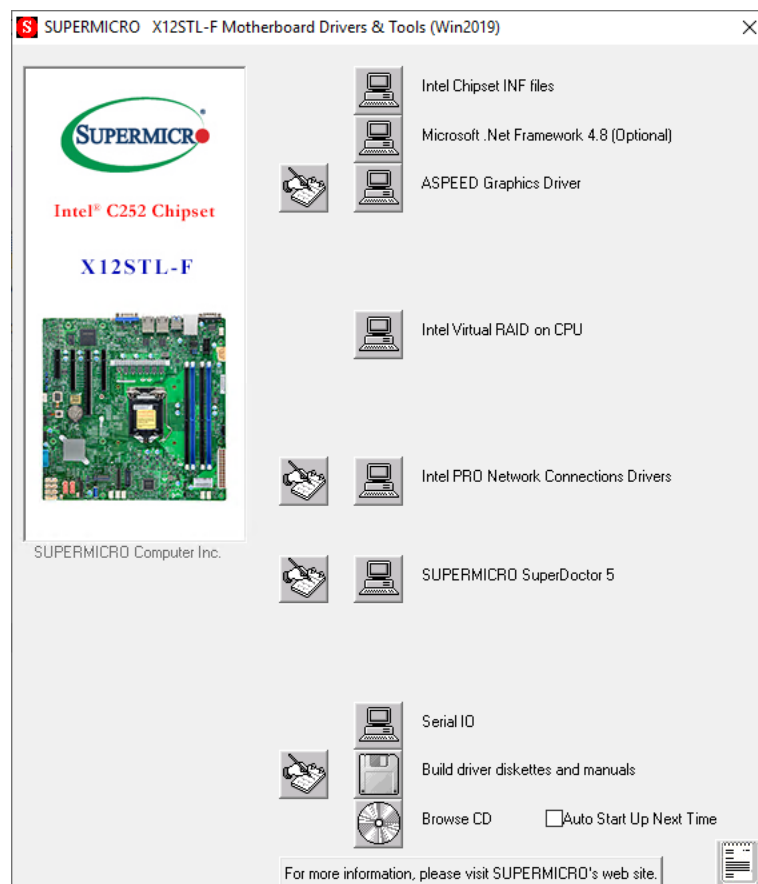 SUPERMICRO X12STL-F Motherboard Drivers & Tools (Win2019)
SUPERMICRO
Intel® C252 Chipset
X12STL-F
SUPERMICRO Computer Inc.
Intel Chipset INF files
Microsoft .Net Framework 4.8 (Optional)
ASPEED Graphics Driver
Intel Virtual RAID on CPU
Intel PRO Network Connections Drivers
SUPERMICRO SuperDoctor 5
Serial IO
Build driver diskettes and manuals
Browse CD
Auto Start Up Next Time
For more information, please visit SUPERMICRO's web site.